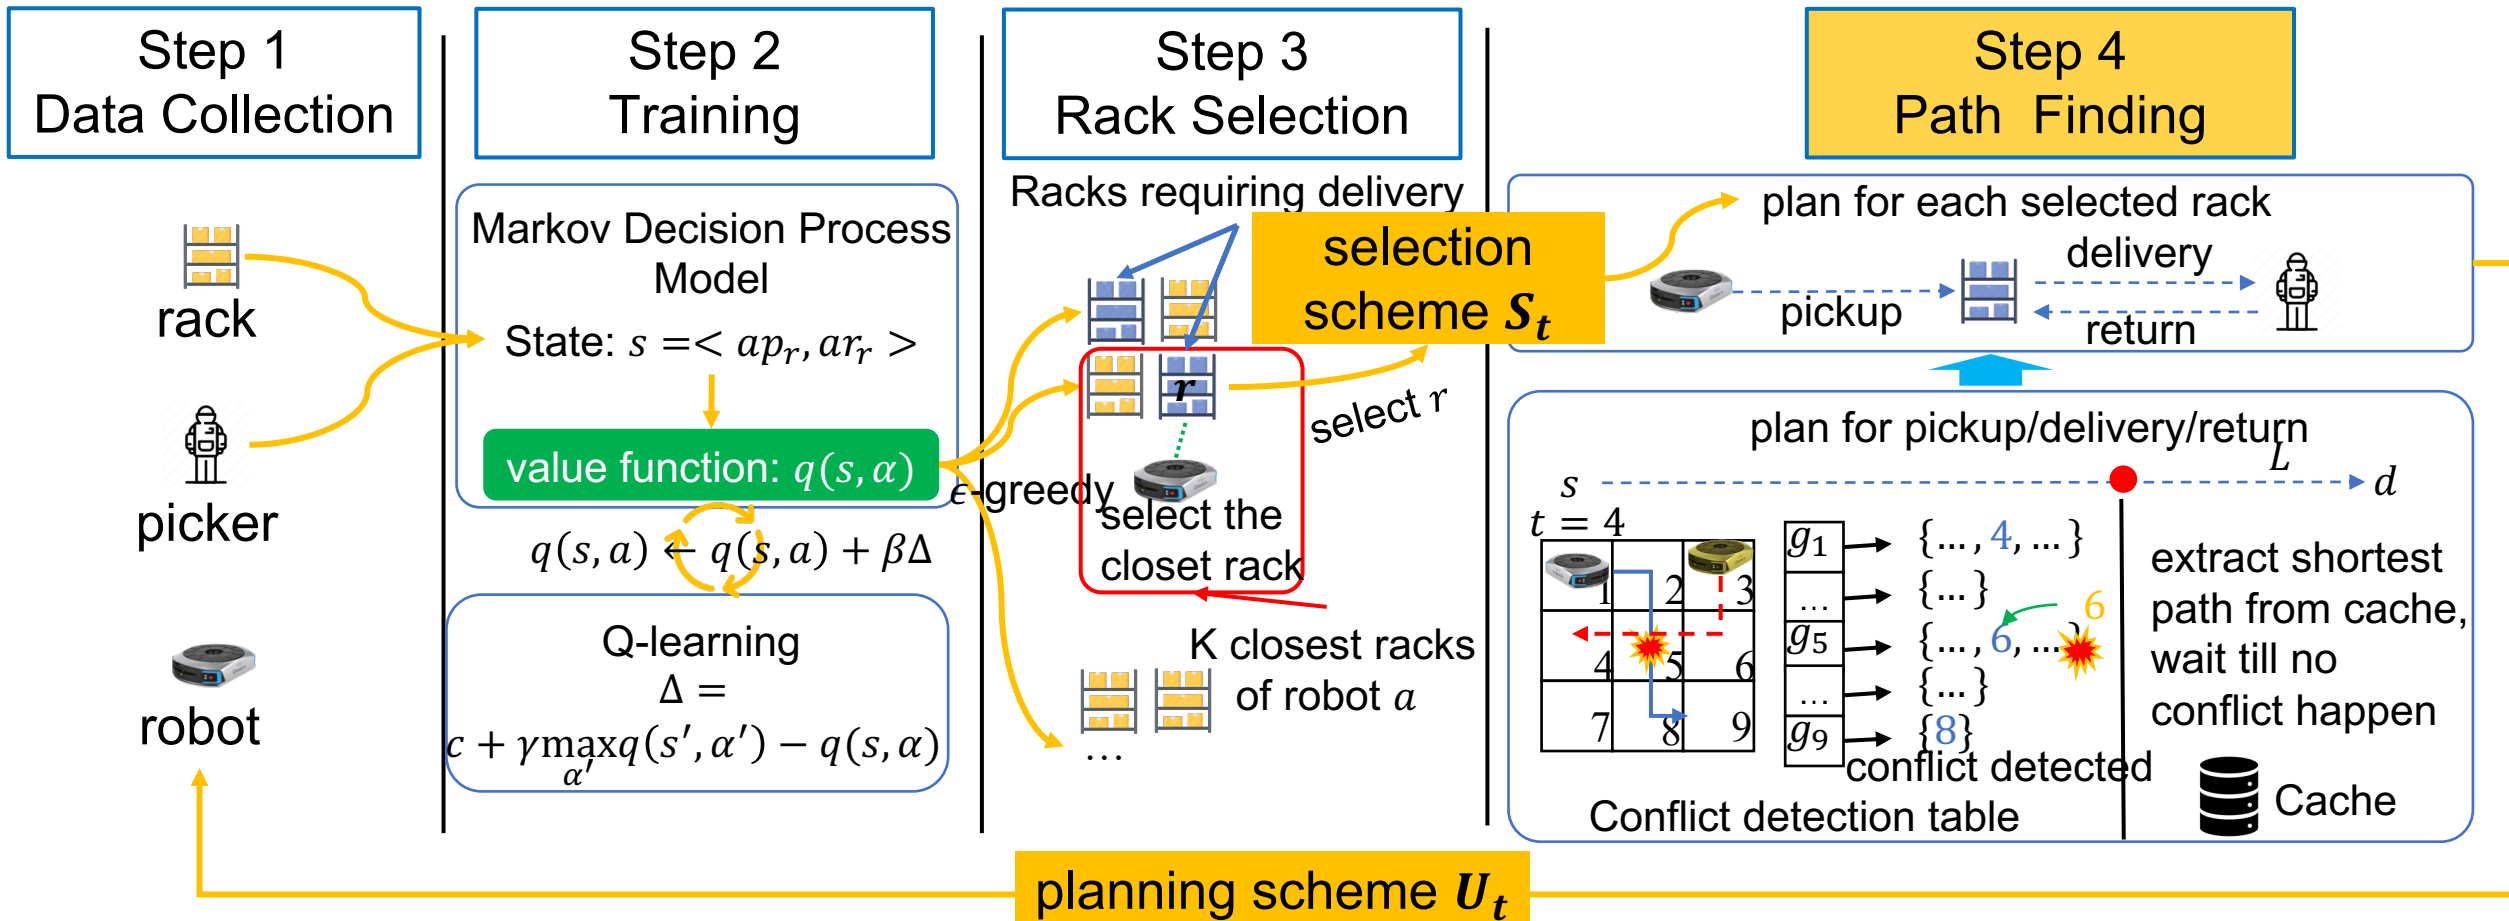 Step 1
Data Collection
Step 2
Training
Step 3
Rack Selection
Step 4
Path Finding
rack
picker
robot
Markov Decision Process
Model
State: s =< ap_r, ar_r >
value function: q(s, α)
q(s, a) ← q(s, a) + βΔ
Q-learning
Δ =
c + γ max_{α′} q(s′, α′) − q(s, α)
Racks requiring delivery
r
select r
ϵ-greedy
select the
closet rack
K closest racks
of robot a
...
selection
scheme S_t
plan for each selected rack
delivery
pickup
return
plan for pickup/delivery/return
L
s
d
t = 4
1 2 3
4 5 6
7 8 9
g_1 {... , 4, ... }
... {... }
g_5 {... , 6, ... } 6
... {... }
g_9 {8}
conflict detected
Conflict detection table
extract shortest
path from cache,
wait till no
conflict happen
Cache
planning scheme U_t